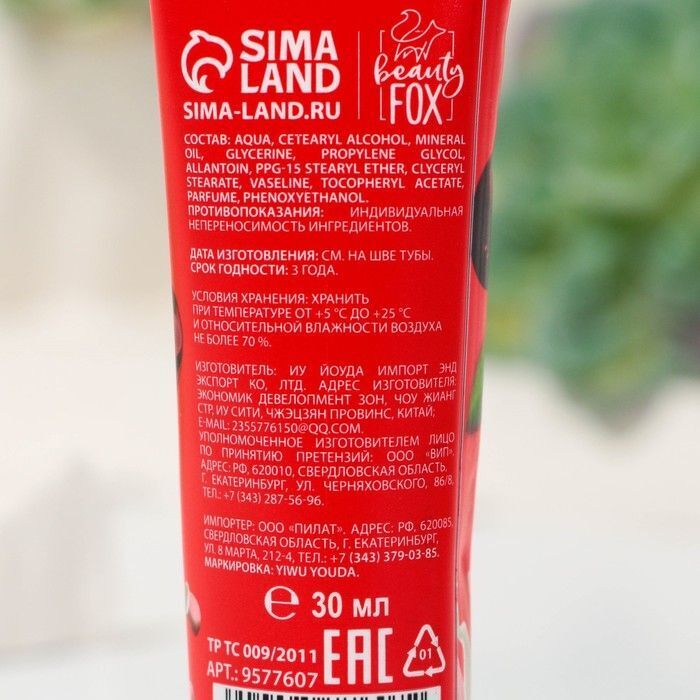 SIMA
LAND
SIMA-LAND.RU
beauty
FOX
СОСТАВ: AQUA, CETEARYL ALCOHOL, MINERAL
OIL, GLYCERINE, PROPYLENE GLYCOL,
ALLANTOIN, PPG-15 STEARYL ETHER, GLYCERYL
STEARATE, VASELINE, TOCOPHERYL ACETATE,
PARFUME, PHENOXYETHANOL.
ПРОТИВОПОКАЗАНИЯ: ИНДИВИДУАЛЬНАЯ
НЕПЕРЕНОСИМОСТЬ ИНГРЕДИЕНТОВ.
ДАТА ИЗГОТОВЛЕНИЯ: СМ. НА ШВЕ ТУБЫ.
СРОК ГОДНОСТИ: 3 ГОДА.
УСЛОВИЯ ХРАНЕНИЯ: ХРАНИТЬ
ПРИ ТЕМПЕРАТУРЕ ОТ +5 °С ДО +25 °С
И ОТНОСИТЕЛЬНОЙ ВЛАЖНОСТИ ВОЗДУХА
НЕ БОЛЕЕ 70 %.
ИЗГОТОВИТЕЛЬ: ИУ ЙОУДА ИМПОРТ ЭНД
ЭКСПОРТ КО, ЛТД. АДРЕС ИЗГОТОВИТЕЛЯ:
ЭКОНОМИК ДЕВЕЛОПМЕНТ ЗОН, ЧОУ ЖИАНГ
СТР, ИУ СИТИ, ЧЖЭЦЗЯН ПРОВИНС, КИТАЙ;
E-MAIL: 2355776150@QQ.COM.
УПОЛНОМОЧЕННОЕ ИЗГОТОВИТЕЛЕМ ЛИЦО
ПО ПРИНЯТИЮ ПРЕТЕНЗИЙ: ООО «ВИП»,
АДРЕС: РФ, 620010, СВЕРДЛОВСКАЯ ОБЛАСТЬ,
Г. ЕКАТЕРИНБУРГ, УЛ. ЧЕРНЯХОВСКОГО, 86/8,
ТЕЛ.: +7 (343) 287-56-96.
ИМПОРТЕР: ООО «ПИЛАТ». АДРЕС: РФ, 620085,
СВЕРДЛОВСКАЯ ОБЛАСТЬ, Г. ЕКАТЕРИНБУРГ,
УЛ. 8 МАРТА, 212-4, ТЕЛ.: +7 (343) 379-03-85.
МАРКИРОВКА: YIWU YOUDA.
℮ 30 мл
ТР ТС 009/2011
EAC
01
АРТ.: 9577607